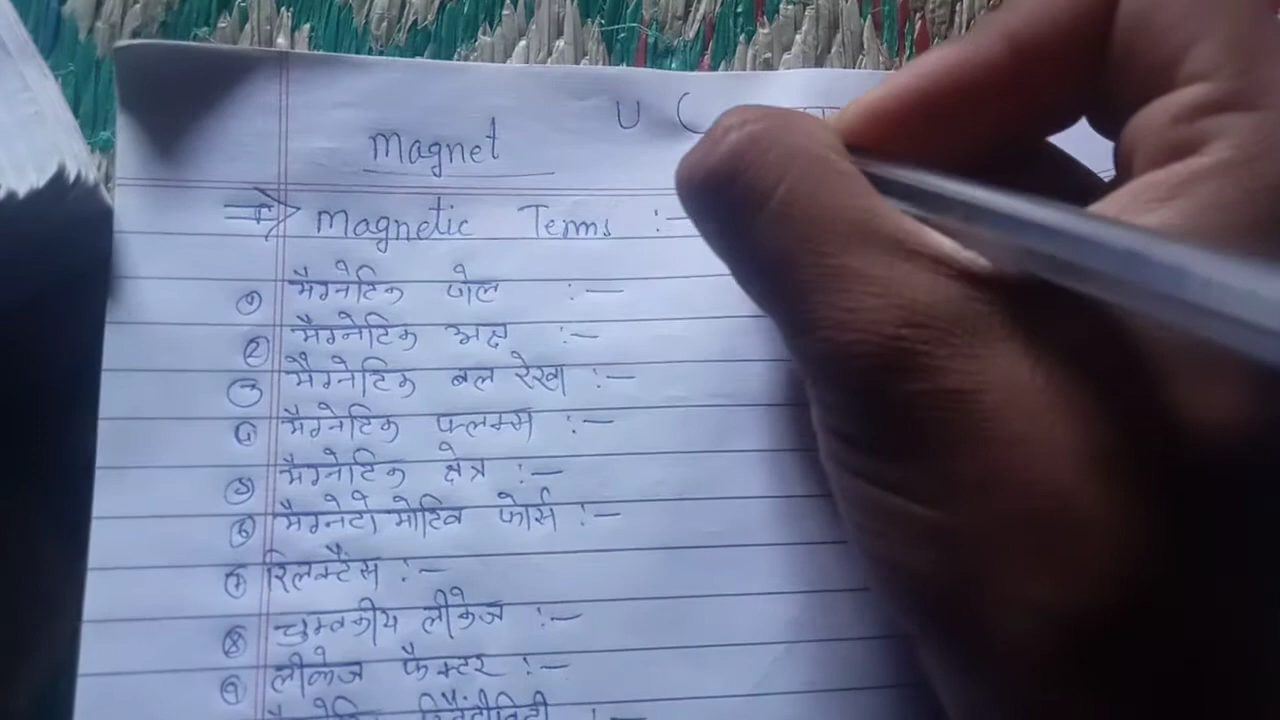 U C
Magnet
⇒ Magnetic Terms :-
① मैग्नेटिक पोल :-
② मैग्नेटिक अक्ष :-
③ मैग्नेटिक बल रेखा :-
④ मैग्नेटिक फ्लक्स :-
⑤ मैग्नेटिक क्षेत्र :-
⑥ मैग्नेटो मोटिव फोर्स :-
⑦ रिलक्टैंस :-
⑧ चुम्बकीय लीकेज :-
⑨ लीकेज फैक्टर :-